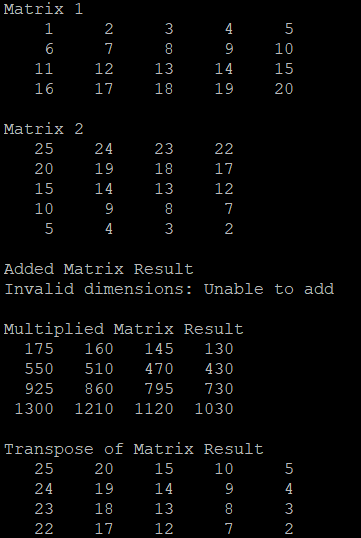 Matrix 1
1 2 3 4 5
6 7 8 9 10
11 12 13 14 15
16 17 18 19 20
Matrix 2
25 24 23 22
20 19 18 17
15 14 13 12
10 9 8 7
5 4 3 2
Added Matrix Result
Invalid dimensions: Unable to add
Multiplied Matrix Result
175 160 145 130
550 510 470 430
925 860 795 730
1300 1210 1120 1030
Transpose of Matrix Result
25 20 15 10 5
24 19 14 9 4
23 18 13 8 3
22 17 12 7 2